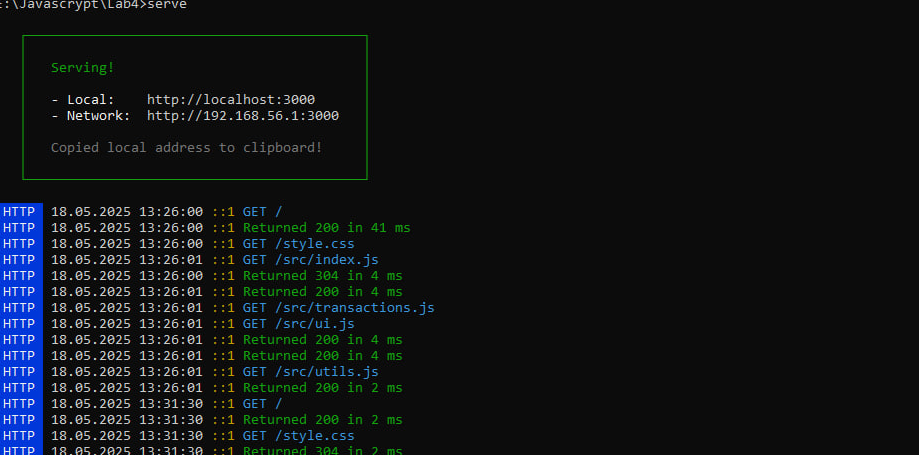 E:\Javascrypt\Lab4>serve
Serving!
- Local:    http://localhost:3000
- Network:  http://192.168.56.1:3000
Copied local address to clipboard!
HTTP  18.05.2025 13:26:00 ::1 GET /
HTTP  18.05.2025 13:26:00 ::1 Returned 200 in 41 ms
HTTP  18.05.2025 13:26:00 ::1 GET /style.css
HTTP  18.05.2025 13:26:01 ::1 GET /src/index.js
HTTP  18.05.2025 13:26:00 ::1 Returned 304 in 4 ms
HTTP  18.05.2025 13:26:01 ::1 Returned 200 in 4 ms
HTTP  18.05.2025 13:26:01 ::1 GET /src/transactions.js
HTTP  18.05.2025 13:26:01 ::1 GET /src/ui.js
HTTP  18.05.2025 13:26:01 ::1 Returned 200 in 4 ms
HTTP  18.05.2025 13:26:01 ::1 Returned 200 in 4 ms
HTTP  18.05.2025 13:26:01 ::1 GET /src/utils.js
HTTP  18.05.2025 13:26:01 ::1 Returned 200 in 2 ms
HTTP  18.05.2025 13:31:30 ::1 GET /
HTTP  18.05.2025 13:31:30 ::1 Returned 200 in 2 ms
HTTP  18.05.2025 13:31:30 ::1 GET /style.css
HTTP  18.05.2025 13:31:30 ::1 Returned 304 in 2 ms